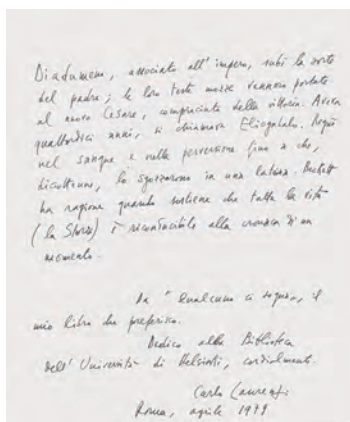 Diadumeno, associato all'impero, subì la sorte
del padre; le loro teste mozze vennero portate
al nuovo Cesare, compiaciuto della vittoria. Aveva
quattordici anni, si chiamava Eliogabalo. Regnò
nel sangue e nella perversione fino a che,
diciottenne, lo sgozzarono in una latrina. Beckett
ha ragione quando sostiene che tutta la vita
(la Storia) è riconducibile alla cronaca di un
momento.
Da "Qualcuno ci sogna, il
mio libro che preferisco.
Dedico alla Biblioteca
dell'Università di Helsinki, cordialmente.
Carlo Laurenzi
Roma, aprile 1979